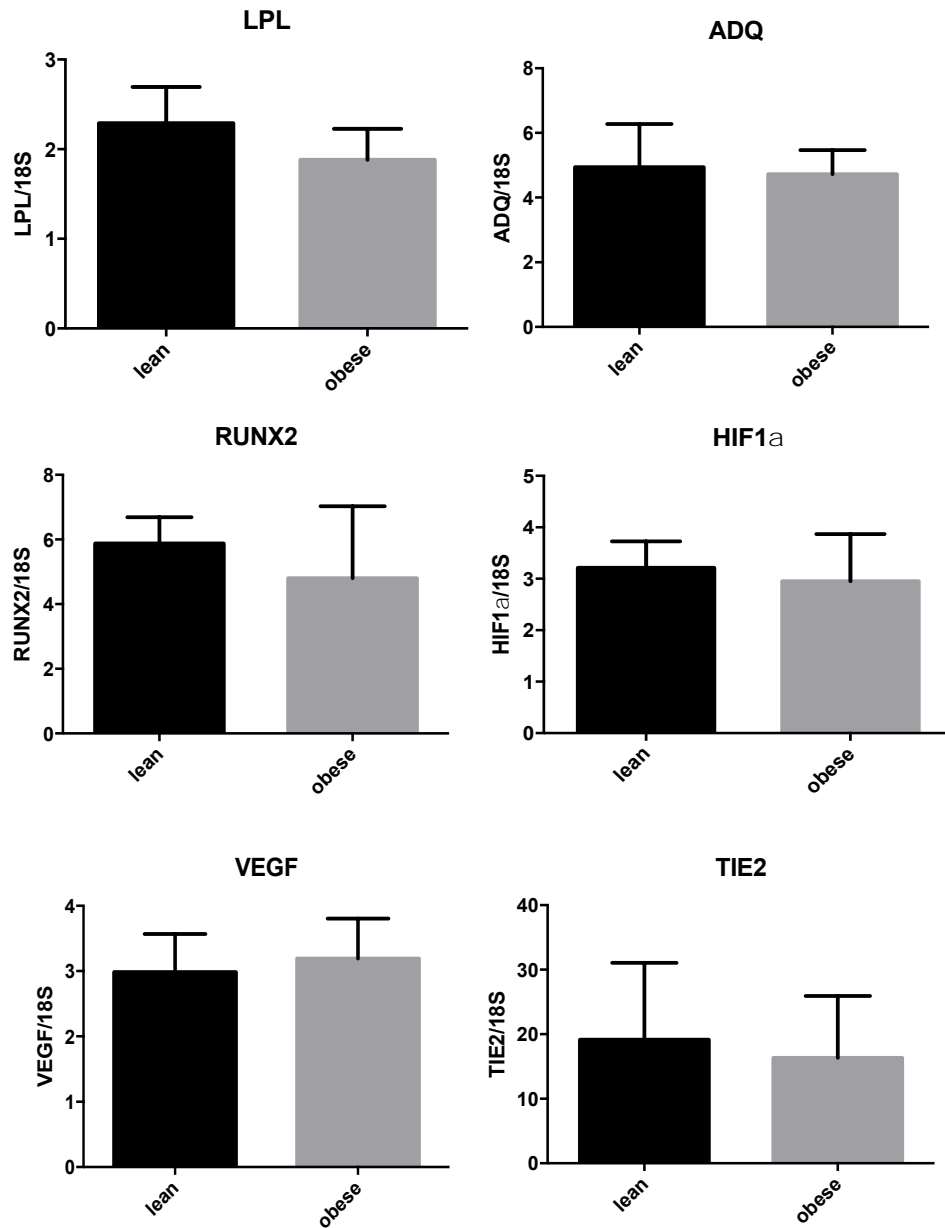 LPL
LPL/18S
3
2
1
0
lean
obese
ADQ
ADQ/18S
8
6
4
2
0
lean
obese
RUNX2
RUNX2/18S
8
6
4
2
0
lean
obese
HIF1a
HIF1a/18S
5
4
3
2
1
0
lean
obese
VEGF
VEGF/18S
4
3
2
1
0
lean
obese
TIE2
TIE2/18S
40
30
20
10
0
lean
obese